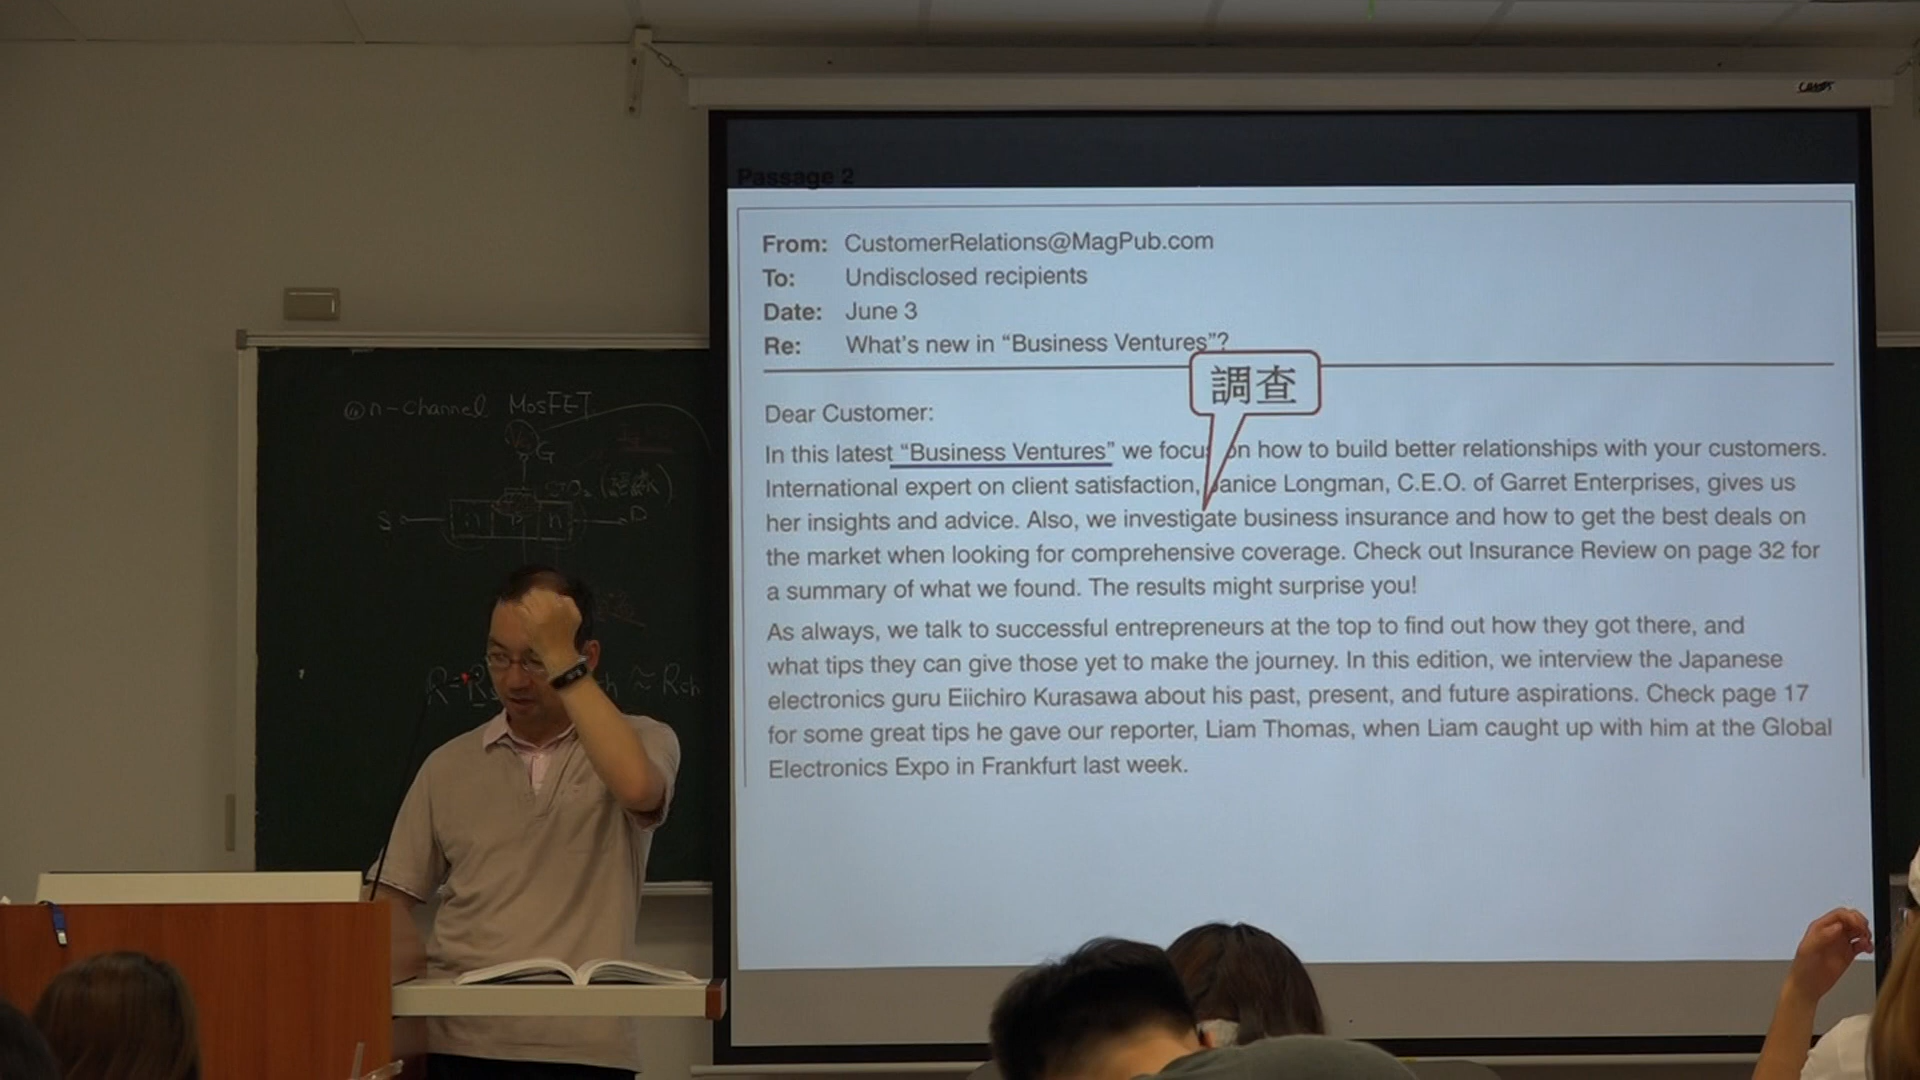 Passage 2
From: CustomerRelations@MagPub.com
To: Undisclosed recipients
Date: June 3
Re: What's new in “Business Ventures”?
調查
Dear Customer:
In this latest “Business Ventures” we focus on how to build better relationships with your customers.
International expert on client satisfaction, Janice Longman, C.E.O. of Garret Enterprises, gives us
her insights and advice. Also, we investigate business insurance and how to get the best deals on
the market when looking for comprehensive coverage. Check out Insurance Review on page 32 for
a summary of what we found. The results might surprise you!
As always, we talk to successful entrepreneurs at the top to find out how they got there, and
what tips they can give those yet to make the journey. In this edition, we interview the Japanese
electronics guru Eiichiro Kurasawa about his past, present, and future aspirations. Check page 17
for some great tips he gave our reporter, Liam Thomas, when Liam caught up with him at the Global
Electronics Expo in Frankfurt last week.
n-channel MosFET
G
S
n
n
D
≈ Rch